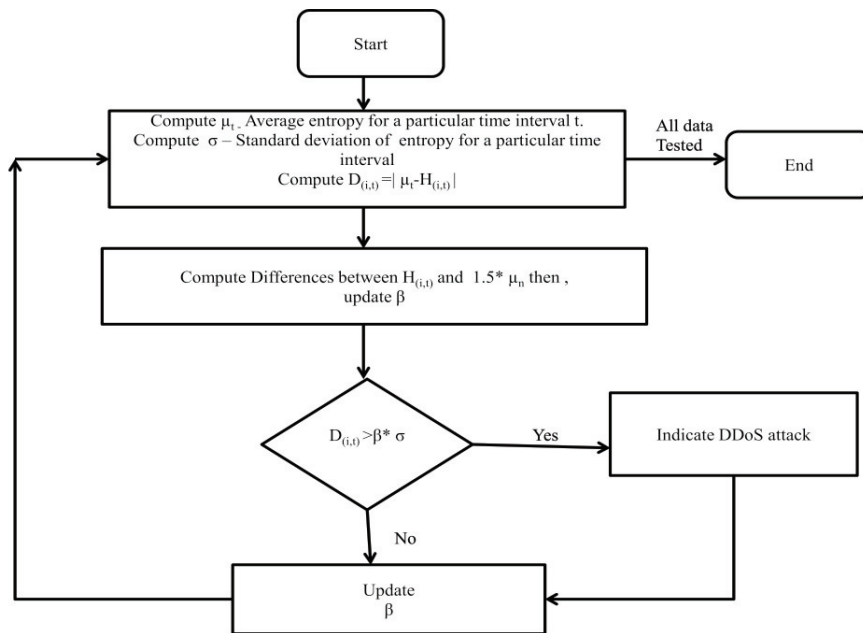 Start
Compute μt - Average entropy for a particular time interval t.
Compute σ – Standard deviation of entropy for a particular time
interval
Compute D(i,t) =| μt-H(i,t) |
All data
Tested
End
Compute Differences between H(i,t) and 1.5* μn then ,
update β
D(i,t) >β* σ
Yes
Indicate DDoS attack
No
Update
β